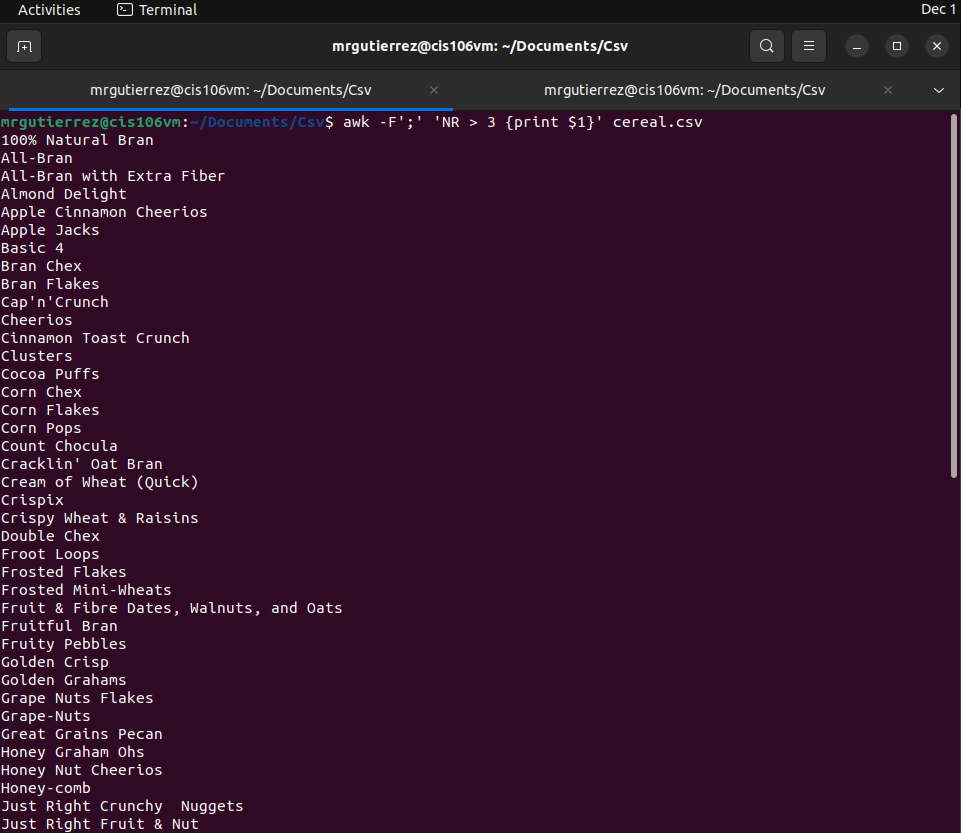 Activities Terminal Dec 1
mrgutierrez@cis106vm: ~/Documents/Csv
mrgutierrez@cis106vm: ~/Documents/Csv mrgutierrez@cis106vm: ~/Documents/Csv
mrgutierrez@cis106vm:~/Documents/Csv$ awk -F';' 'NR > 3 {print $1}' cereal.csv
100% Natural Bran
All-Bran
All-Bran with Extra Fiber
Almond Delight
Apple Cinnamon Cheerios
Apple Jacks
Basic 4
Bran Chex
Bran Flakes
Cap'n'Crunch
Cheerios
Cinnamon Toast Crunch
Clusters
Cocoa Puffs
Corn Chex
Corn Flakes
Corn Pops
Count Chocula
Cracklin' Oat Bran
Cream of Wheat (Quick)
Crispix
Crispy Wheat & Raisins
Double Chex
Froot Loops
Frosted Flakes
Frosted Mini-Wheats
Fruit & Fibre Dates, Walnuts, and Oats
Fruitful Bran
Fruity Pebbles
Golden Crisp
Golden Grahams
Grape Nuts Flakes
Grape-Nuts
Great Grains Pecan
Honey Graham Ohs
Honey Nut Cheerios
Honey-comb
Just Right Crunchy  Nuggets
Just Right Fruit & Nut